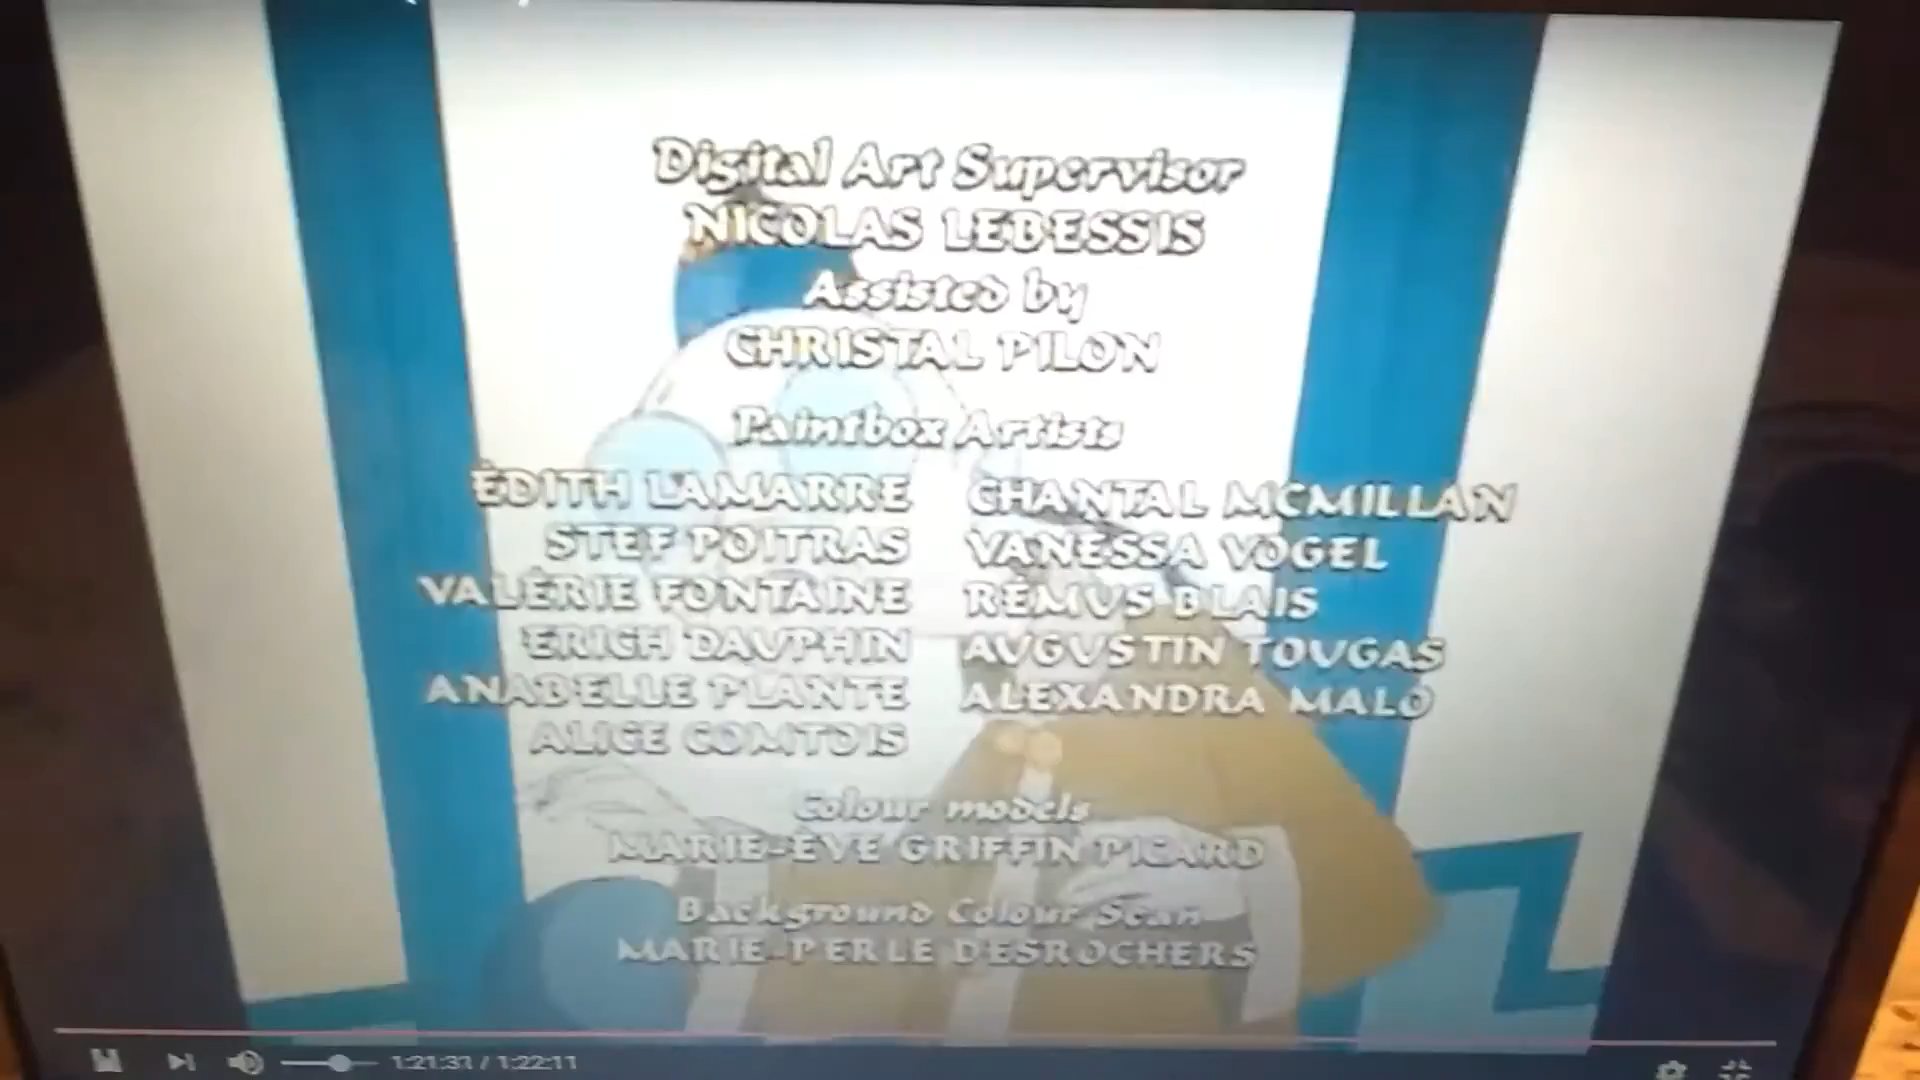 Digital Art Supervisor
NICOLAS LEBESSIS
Assisted by
CHRISTAL PILON
Paintbox Artists
ÉDITH LAMARRE CHANTAL MCMILLAN
STEF POITRAS VANESSA VOGEL
VALÉRIE FONTAINE RÉMUS BLAIS
ERICH DAUPHIN AUGUSTIN TOUGAS
ANABELLE PLANTE ALEXANDRA MALO
ALICE COMTOIS
Colour models
MARIE-ÈVE GRIFFIN PICARD
Background Colour Scan
MARIE-PERLE DESROCHERS
1:21:31 / 1:22:11